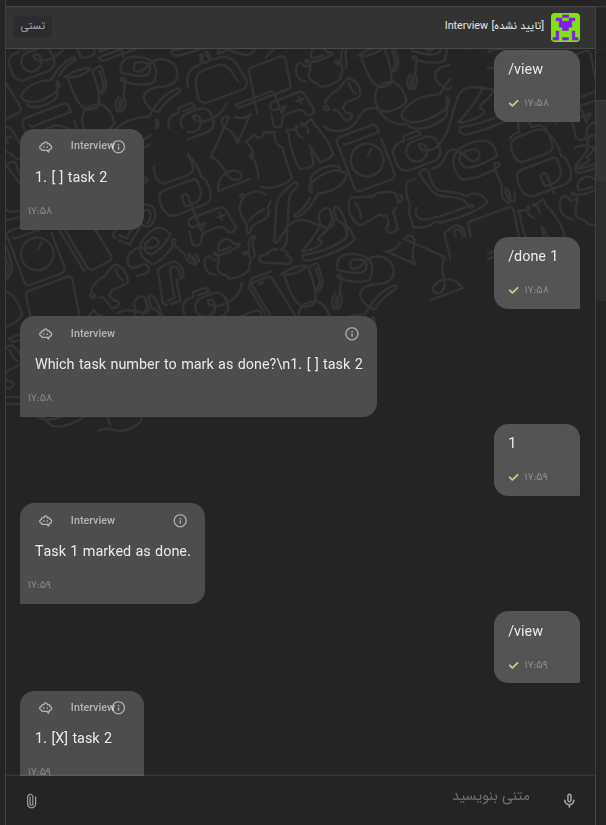 تستی
Interview [تایید نشده]
/view
۱۷:۵۸
Interview
1. [ ] task 2
۱۷:۵۸
/done 1
۱۷:۵۸
Interview
Which task number to mark as done?\n1. [ ] task 2
۱۷:۵۸
1
۱۷:۵۹
Interview
Task 1 marked as done.
۱۷:۵۹
/view
۱۷:۵۹
Interview
1. [X] task 2
۱۷:۵۹
متنی بنویسید